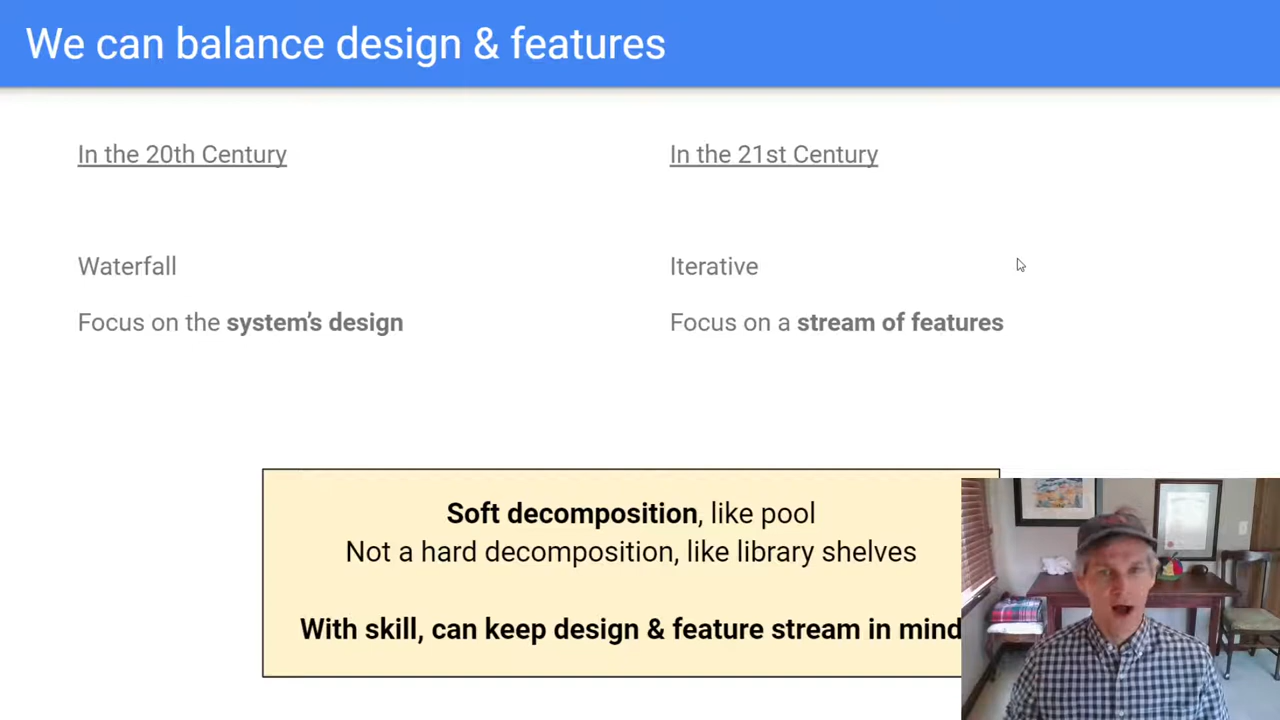 We can balance design & features
In the 20th Century
Waterfall
Focus on the system's design
In the 21st Century
Iterative
Focus on a stream of features
Soft decomposition, like pool
Not a hard decomposition, like library shelves
With skill, can keep design & feature stream in mind